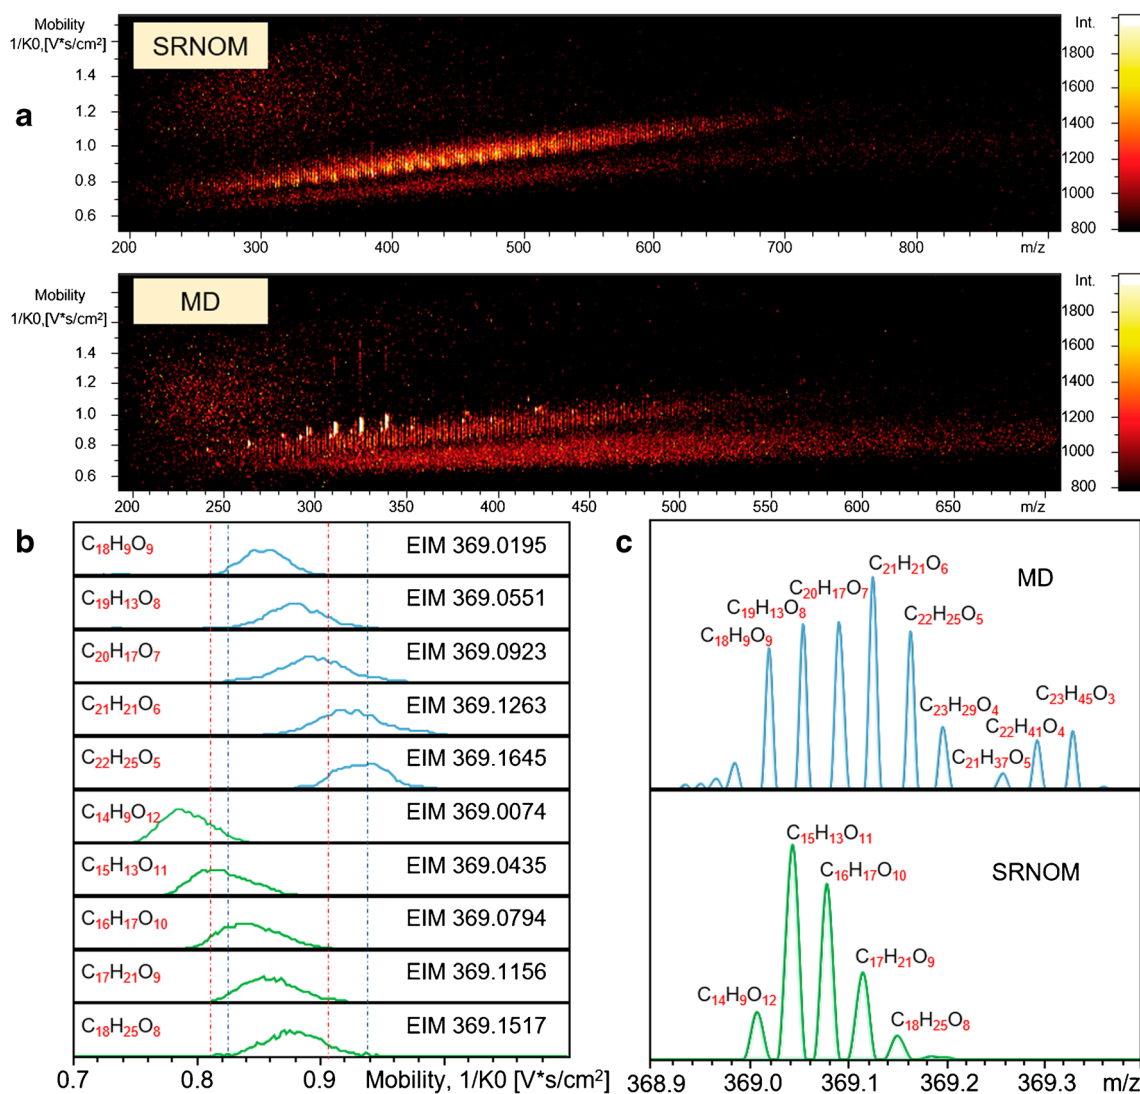 a
Mobility
1/K0,[V*s/cm²]
SRNOM
Int.
1.4
1.2
1.0
0.8
0.6
1800
1600
1400
1200
1000
800
200 300 400 500 600 700 800 m/z
Mobility
1/K0,[V*s/cm²]
MD
Int.
1.4
1.2
1.0
0.8
0.6
1800
1600
1400
1200
1000
800
200 250 300 350 400 450 500 550 600 650 m/z
b
C18H9O9 EIM 369.0195
C19H13O8 EIM 369.0551
C20H17O7 EIM 369.0923
C21H21O6 EIM 369.1263
C22H25O5 EIM 369.1645
C14H9O12 EIM 369.0074
C15H13O11 EIM 369.0435
C16H17O10 EIM 369.0794
C17H21O9 EIM 369.1156
C18H25O8 EIM 369.1517
0.7 0.8 0.9 Mobility, 1/K0 [V*s/cm²]
c
MD
C18H9O9
C19H13O8
C20H17O7
C21H21O6
C22H25O5
C23H29O4
C21H37O5
C22H41O4
C23H45O3
SRNOM
C14H9O12
C15H13O11
C16H17O10
C17H21O9
C18H25O8
368.9 369.0 369.1 369.2 369.3 m/z